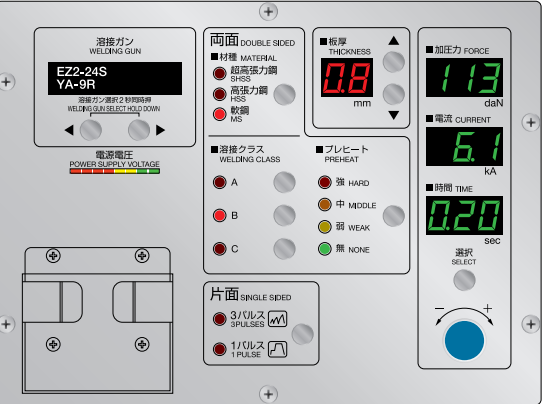 溶接ガン
WELDING GUN
EZ2-24S
YA-9R
溶接ガン選択2秒同時押
WELDING GUN SELECT HOLD DOWN
電源電圧
POWER SUPPLY VOLTAGE
両面 DOUBLE SIDED
■材種 MATERIAL
超高張力鋼
SHSS
高張力鋼
HSS
軟鋼
MS
■溶接クラス
WELDING CLASS
A
B
C
■板厚
THICKNESS
0.8
mm
■プレヒート
PREHEAT
強 HARD
中 MIDDLE
弱 WEAK
無 NONE
片面 SINGLE SIDED
3パルス
3PULSES
1パルス
1 PULSE
■加圧力 FORCE
113
daN
■電流 CURRENT
6.1
kA
■時間 TIME
0.20
sec
選択
SELECT
− +